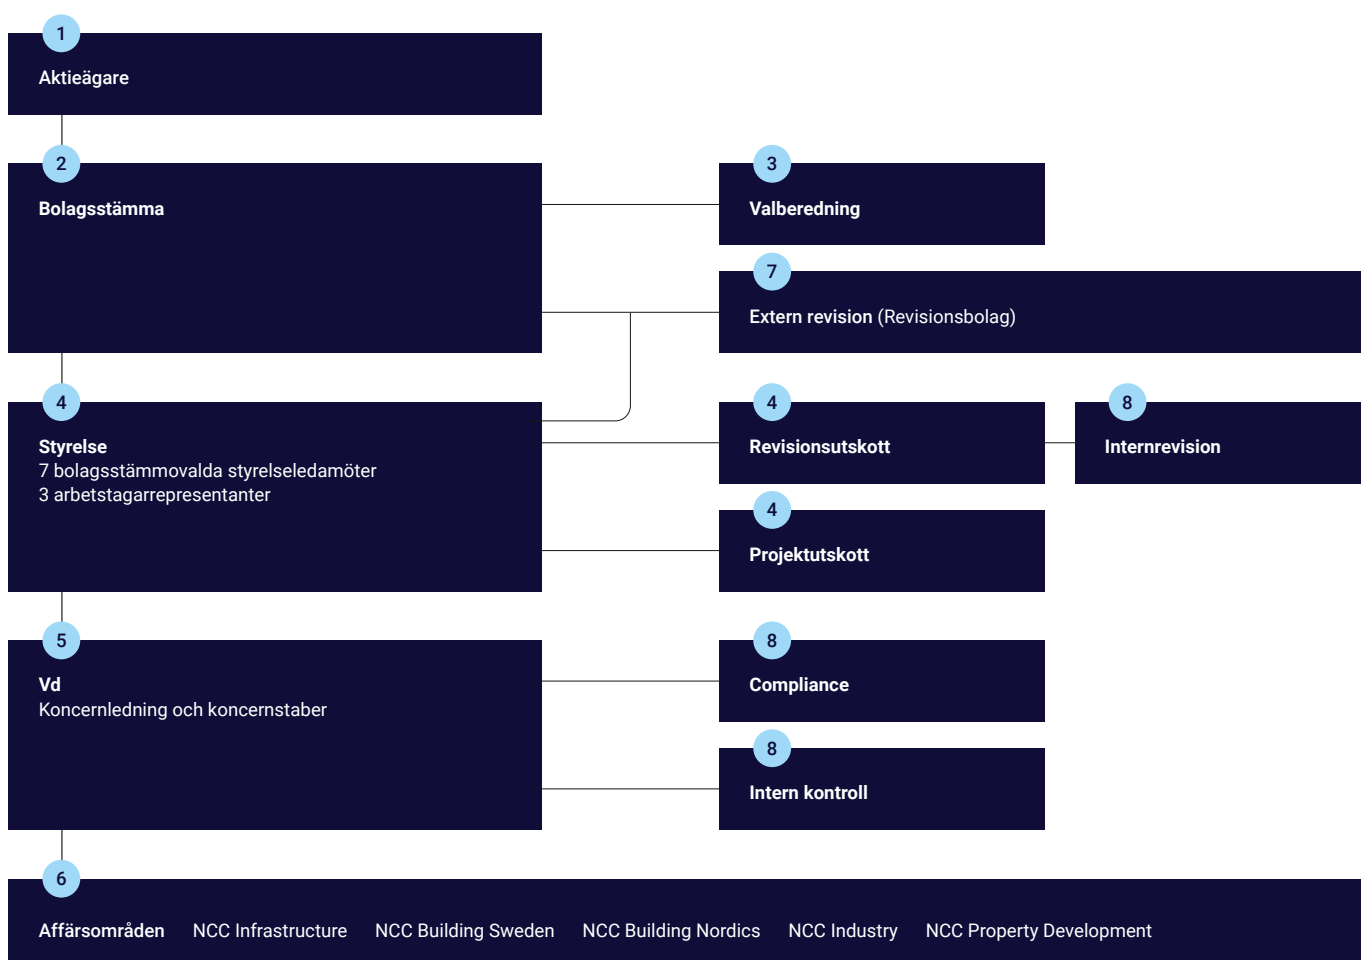 1
Aktieägare
2
Bolagsstämma
3
Valberedning
7
Extern revision (Revisionsbolag)
4
Styrelse
7 bolagsstämmovalda styrelseledamöter
3 arbetstagarrepresentanter
4
Revisionsutskott
8
Internrevision
4
Projektutskott
5
Vd
Koncernledning och koncernstaber
8
Compliance
8
Intern kontroll
6
Affärsområden NCC Infrastructure NCC Building Sweden NCC Building Nordics NCC Industry NCC Property Development